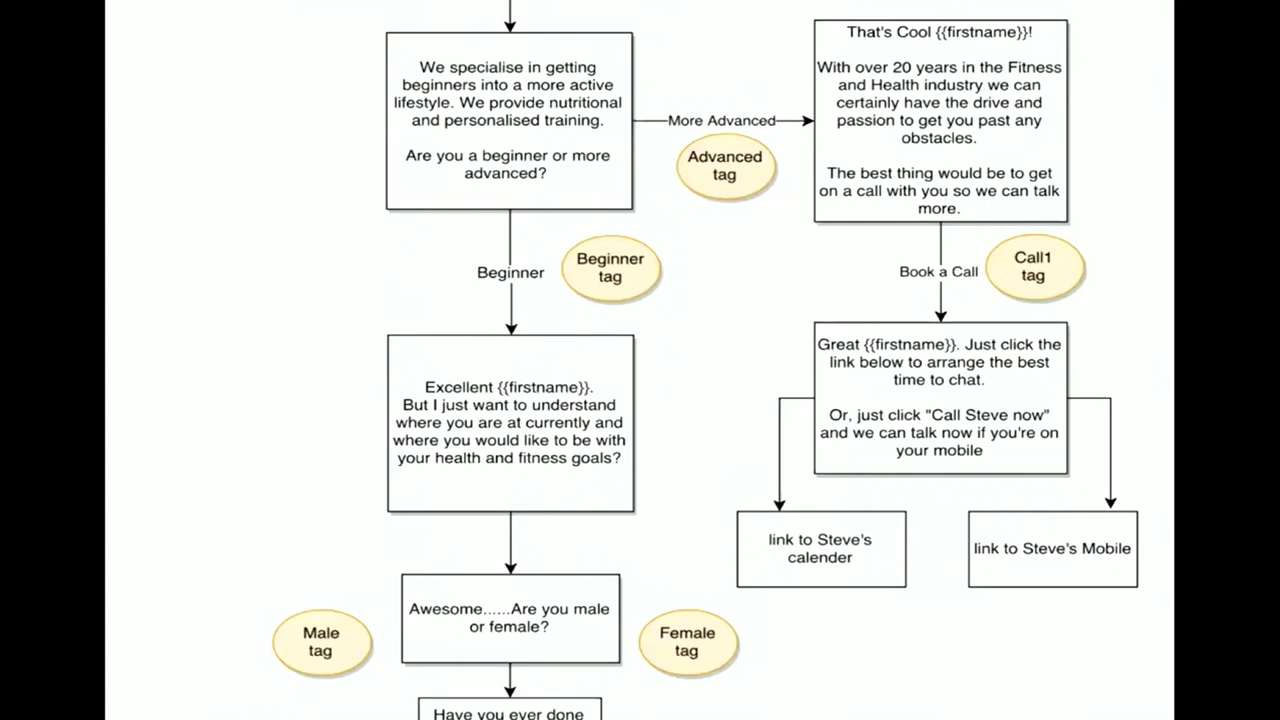 We specialise in getting
beginners into a more active
lifestyle. We provide nutritional
and personalised training.
Are you a beginner or more
advanced?
More Advanced
Advanced
tag
That's Cool {{firstname}}!
With over 20 years in the Fitness
and Health industry we can
certainly have the drive and
passion to get you past any
obstacles.
The best thing would be to get
on a call with you so we can talk
more.
Beginner
Beginner
tag
Book a Call
Call1
tag
Excellent {{firstname}}.
But I just want to understand
where you are at currently and
where you would like to be with
your health and fitness goals?
Great {{firstname}}. Just click the
link below to arrange the best
time to chat.
Or, just click "Call Steve now"
and we can talk now if you're on
your mobile
link to Steve's
calender
link to Steve's Mobile
Male
tag
Awesome......Are you male
or female?
Female
tag
Have you ever done